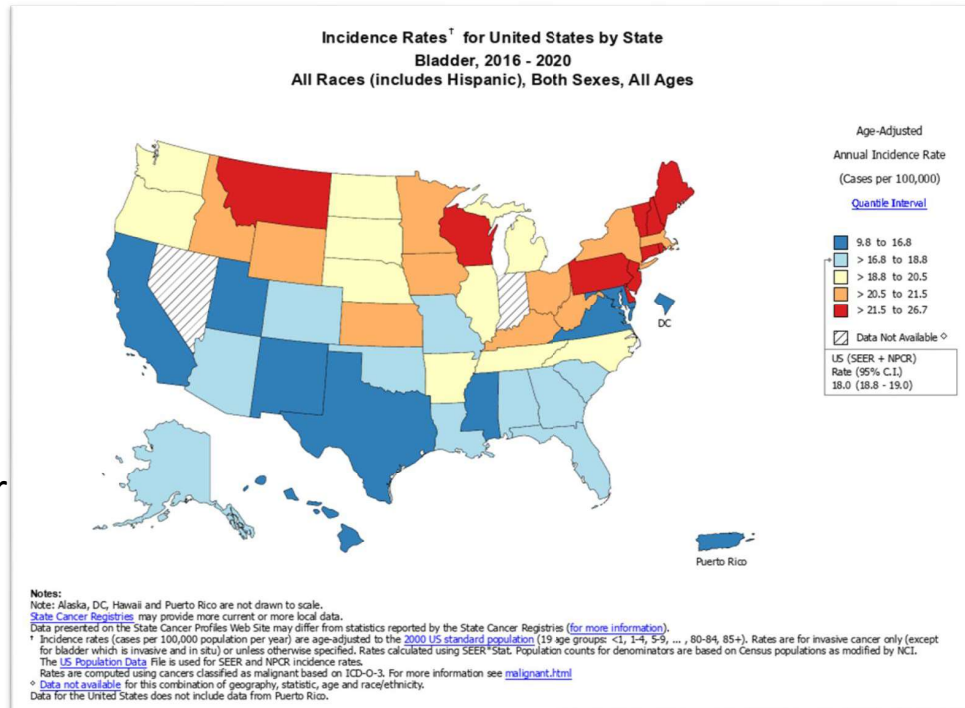 Incidence Rates† for United States by State
Bladder, 2016 - 2020
All Races (includes Hispanic), Both Sexes, All Ages
Age-Adjusted
Annual Incidence Rate
(Cases per 100,000)
Quantile Interval
9.8 to 16.8
> 16.8 to 18.8
> 18.8 to 20.5
> 20.5 to 21.5
> 21.5 to 26.7
Data Not Available ◇
US (SEER + NPCR)
Rate (95% C.I.)
18.0 (18.8 - 19.0)
DC
r
Puerto Rico
Notes:
Note: Alaska, DC, Hawaii and Puerto Rico are not drawn to scale.
State Cancer Registries may provide more current or more local data.
Data presented on the State Cancer Profiles Web Site may differ from statistics reported by the State Cancer Registries (for more information).
† Incidence rates (cases per 100,000 population per year) are age-adjusted to the 2000 US standard population (19 age groups: <1, 1-4, 5-9, ... , 80-84, 85+). Rates are for invasive cancer only (except
for bladder which is invasive and in situ) or unless otherwise specified. Rates calculated using SEER*Stat. Population counts for denominators are based on Census populations as modified by NCI.
The US Population Data File is used for SEER and NPCR incidence rates.
Rates are computed using cancers classified as malignant based on ICD-O-3. For more information see malignant.html
◇ Data not available for this combination of geography, statistic, age and race/ethnicity.
Data for the United States does not include data from Puerto Rico.